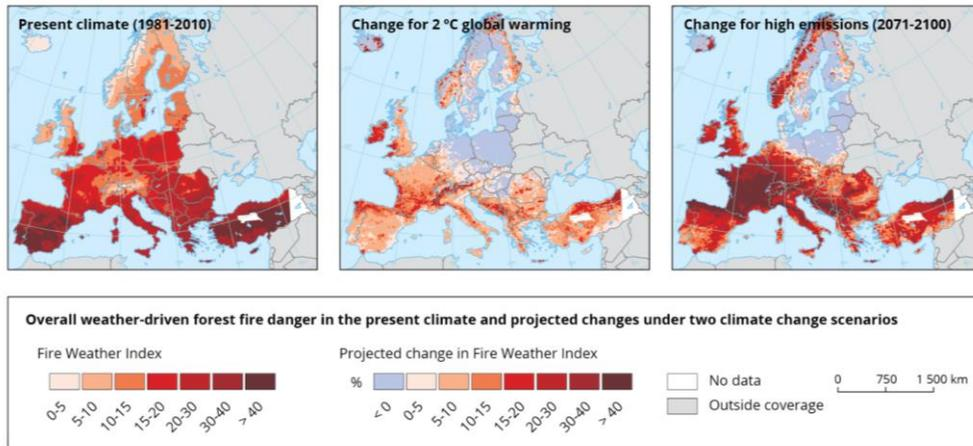 Present climate (1981-2010)
Change for 2 °C global warming
Change for high emissions (2071-2100)
Overall weather-driven forest fire danger in the present climate and projected changes under two climate change scenarios
Fire Weather Index
0-5
5-10
10-15
15-20
20-30
30-40
> 40
Projected change in Fire Weather Index
%
< 0
0-5
5-10
10-15
15-20
20-30
30-40
> 40
No data
Outside coverage
0 750 1 500 km